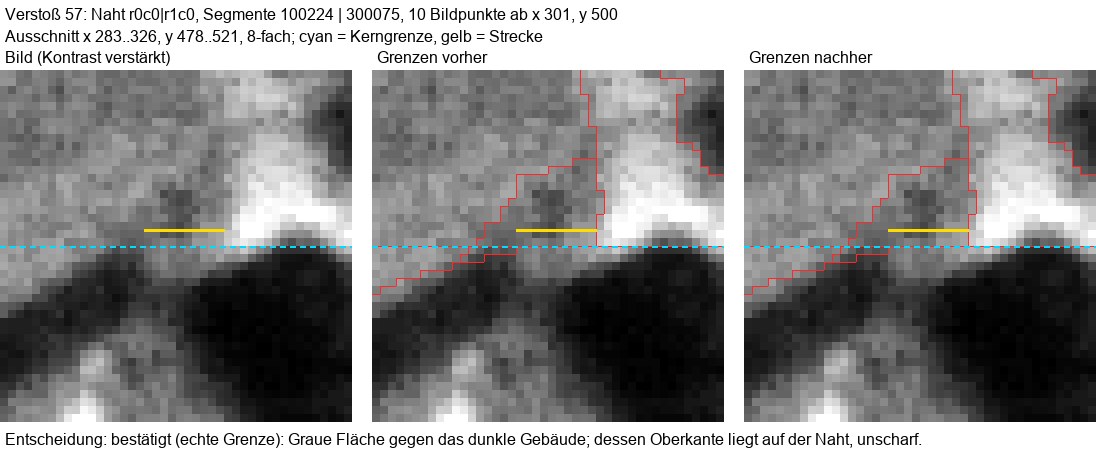 Verstoß 57: Naht r0c0|r1c0, Segmente 100224 | 300075, 10 Bildpunkte ab x 301, y 500
Ausschnitt x 283..326, y 478..521, 8-fach; cyan = Kerngrenze, gelb = Strecke
Bild (Kontrast verstärkt) Grenzen vorher Grenzen nachher
Entscheidung: bestätigt (echte Grenze): Graue Fläche gegen das dunkle Gebäude; dessen Oberkante liegt auf der Naht, unscharf.